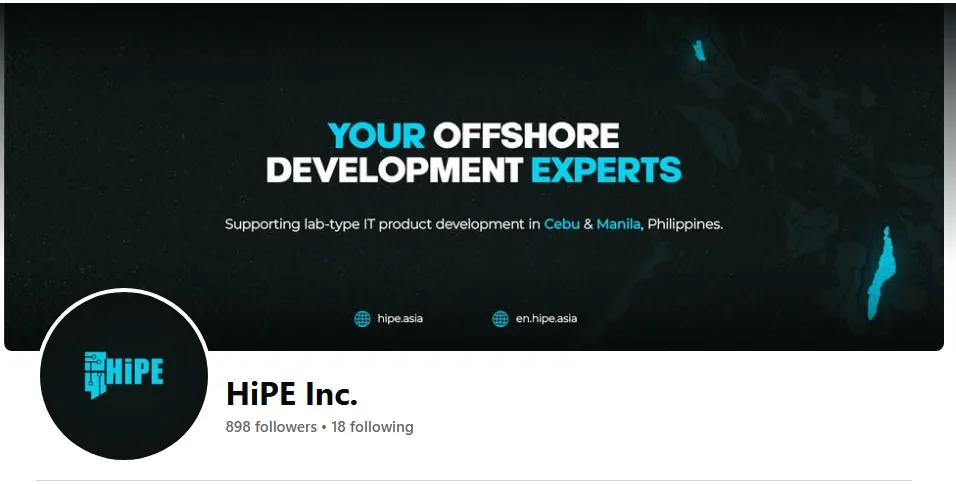 YOUR OFFSHORE
DEVELOPMENT EXPERTS
Supporting lab-type IT product development in Cebu & Manila, Philippines.
hipe.asia
en.hipe.asia
HiPE
HiPE Inc.
898 followers • 18 following